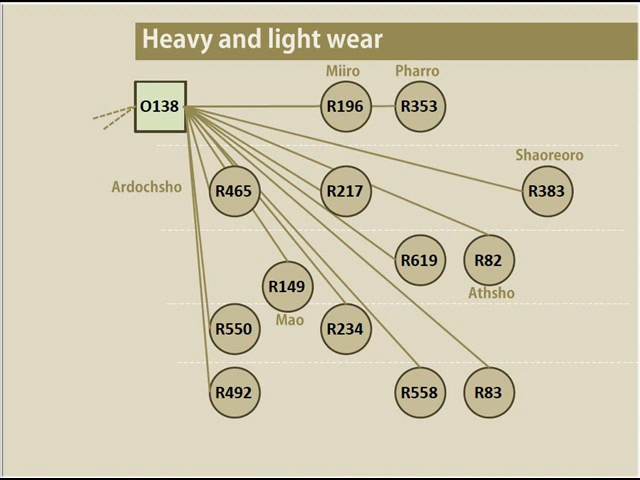 Heavy and light wear
Miiro Pharro
O138 R196 R353
Shaoreoro
Ardochsho R465 R217 R383
R619 R82
R149 Athsho
Mao
R550 R234
R492 R558 R83